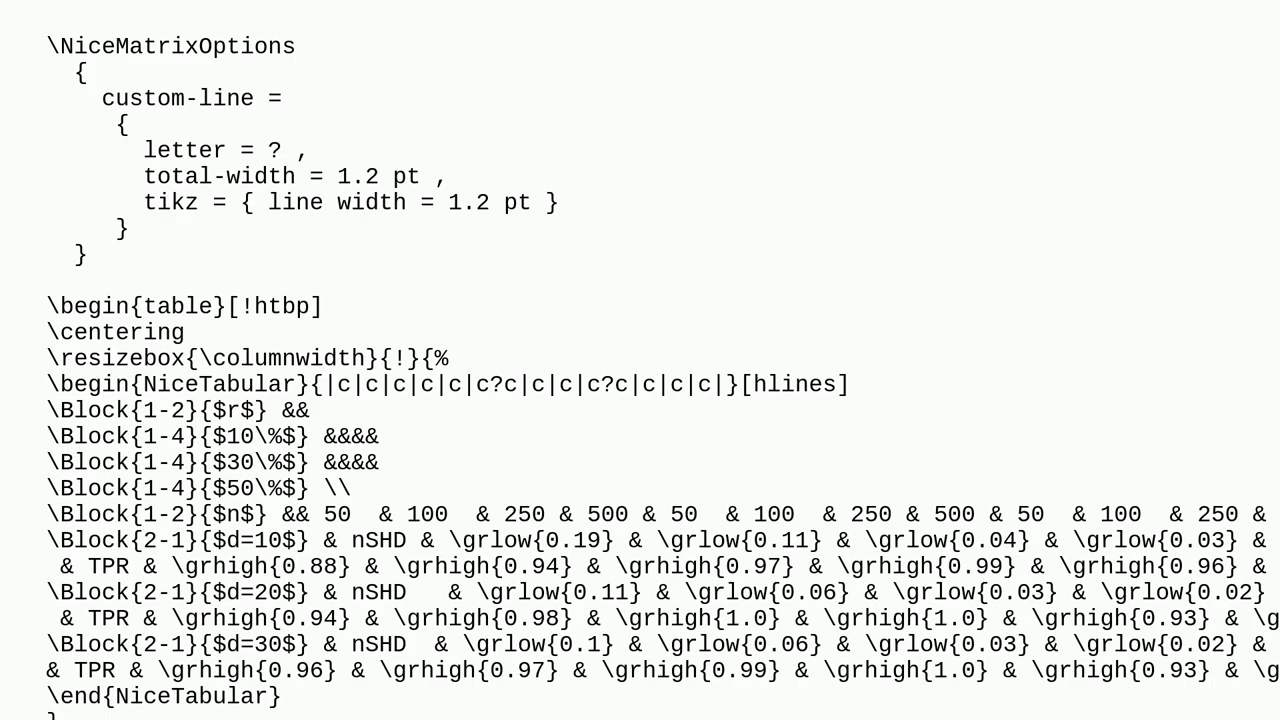 \NiceMatrixOptions
  {
    custom-line =
     {
       letter = ? ,
       total-width = 1.2 pt ,
       tikz = { line width = 1.2 pt }
     }
  }

\begin{table}[!htbp]
\centering
\resizebox{\columnwidth}{!}{%
\begin{NiceTabular}{|c|c|c|c|c|c?c|c|c|c?c|c|c|c|}[hlines]
\Block{1-2}{$r$} &&
\Block{1-4}{$10\%$} &&&&
\Block{1-4}{$30\%$} &&&&
\Block{1-4}{$50\%$} \\
\Block{1-2}{$n$} && 50  & 100  & 250 & 500 & 50  & 100  & 250 & 500 & 50  & 100  & 250 &
\Block{2-1}{$d=10$} & nSHD & \grlow{0.19} & \grlow{0.11} & \grlow{0.04} & \grlow{0.03} &
 & TPR & \grhigh{0.88} & \grhigh{0.94} & \grhigh{0.97} & \grhigh{0.99} & \grhigh{0.96} &
\Block{2-1}{$d=20$} & nSHD   & \grlow{0.11} & \grlow{0.06} & \grlow{0.03} & \grlow{0.02}
 & TPR & \grhigh{0.94} & \grhigh{0.98} & \grhigh{1.0} & \grhigh{1.0} & \grhigh{0.93} & \g
\Block{2-1}{$d=30$} & nSHD  & \grlow{0.1} & \grlow{0.06} & \grlow{0.03} & \grlow{0.02} &
& TPR & \grhigh{0.96} & \grhigh{0.97} & \grhigh{0.99} & \grhigh{1.0} & \grhigh{0.93} & \g
\end{NiceTabular}
}